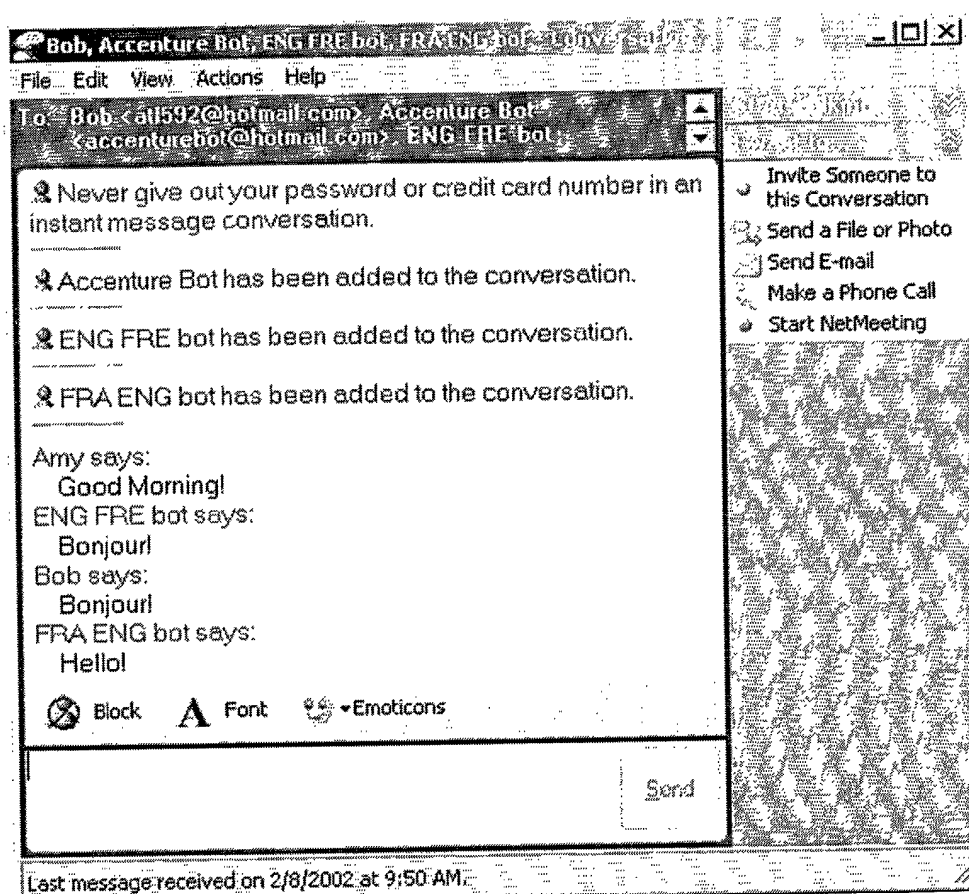 Bob, Accenture Bot, ENG FRE bot, FRA ENG bot - Conversation
File Edit View Actions Help
To: Bob <all592@hotmail.com>, Accenture Bot
<accenturebot@hotmail.com>, ENG FRE bot
Never give out your password or credit card number in an
instant message conversation.
Accenture Bot has been added to the conversation.
ENG FRE bot has been added to the conversation.
FRA ENG bot has been added to the conversation.
Amy says:
Good Morning!
ENG FRE bot says:
Bonjour!
Bob says:
Bonjour!
FRA ENG bot says:
Hello!
Block Font Emoticons
Send
Last message received on 2/8/2002 at 9:50 AM.
Invite Someone to
this Conversation
Send a File or Photo
Send E-mail
Make a Phone Call
Start NetMeeting